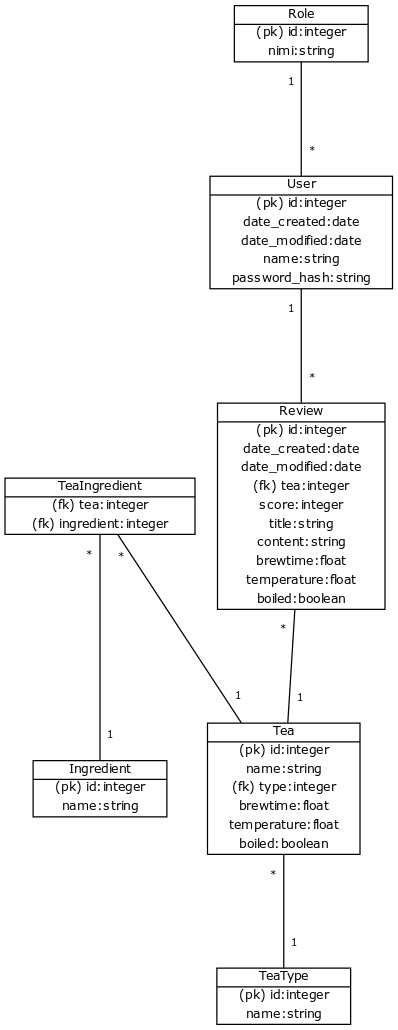 Role
(pk) id:integer
nimi:string
1
*
User
(pk) id:integer
date_created:date
date_modified:date
name:string
password_hash:string
1
*
Review
(pk) id:integer
date_created:date
date_modified:date
(fk) tea:integer
score:integer
title:string
content:string
brewtime:float
temperature:float
boiled:boolean
TeaIngredient
(fk) tea:integer
(fk) ingredient:integer
*
*
*
1
1
1
Ingredient
(pk) id:integer
name:string
Tea
(pk) id:integer
name:string
(fk) type:integer
brewtime:float
temperature:float
boiled:boolean
*
1
TeaType
(pk) id:integer
name:string